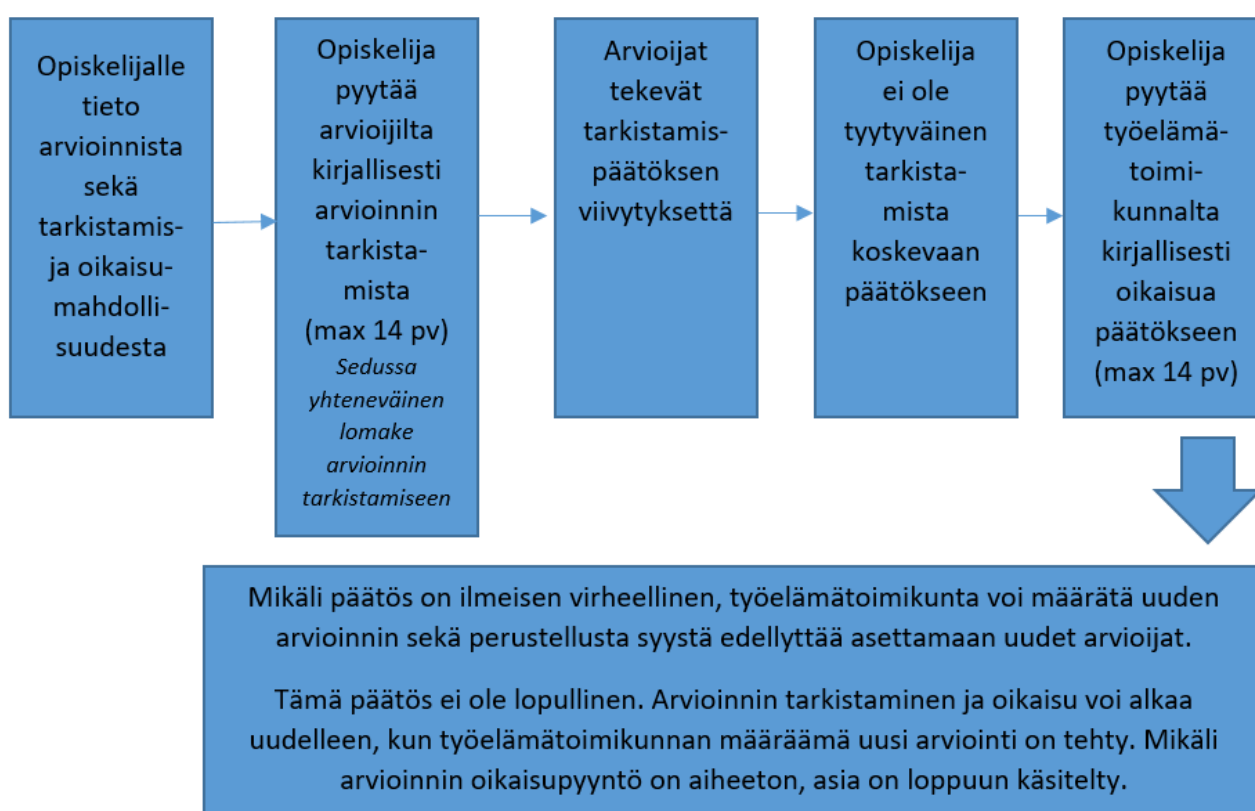 Opiskelijalle
tieto
arvioinnista
sekä
tarkistamis-
ja oikaisu-
mahdolli-
suudesta
Opiskelija
pyytää
arvioijilta
kirjallisesti
arvioinnin
tarkista-
mista
(max 14 pv)
Sedussa
yhteneväinen
lomake
arvioinnin
tarkistamiseen
Arvioijat
tekevät
tarkistamis-
päätöksen
viivytyksettä
Opiskelija
ei ole
tyytyväinen
tarkista-
mista
koskevaan
päätökseen
Opiskelija
pyytää
työelämä-
toimi-
kunnalta
kirjallisesti
oikaisua
päätökseen
(max 14 pv)
Mikäli päätös on ilmeisen virheellinen, työelämätoimikunta voi määrätä uuden
arvioinnin sekä perustellusta syystä edellyttää asettamaan uudet arvioijat.
Tämä päätös ei ole lopullinen. Arvioinnin tarkistaminen ja oikaisu voi alkaa
uudelleen, kun työelämätoimikunnan määräämä uusi arviointi on tehty. Mikäli
arvioinnin oikaisupyyntö on aiheeton, asia on loppuun käsitelty.